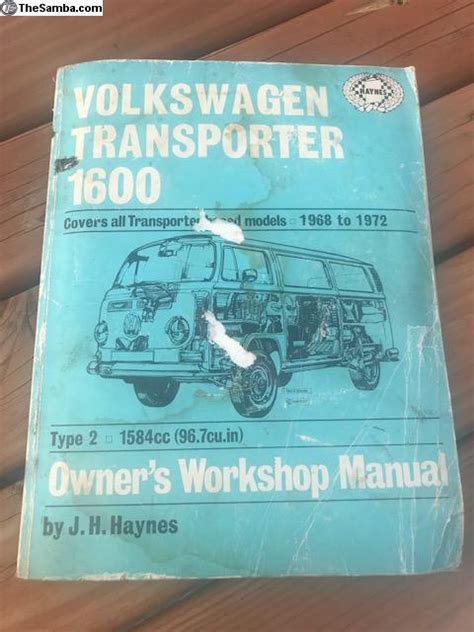 TheSamba.com
HAYNES
VOLKSWAGEN
TRANSPORTER
1600
Covers all Transporter models 1968 to 1972
Type 2 1584cc (96.7cu.in)
Owner's Workshop Manual
by J. H. Haynes